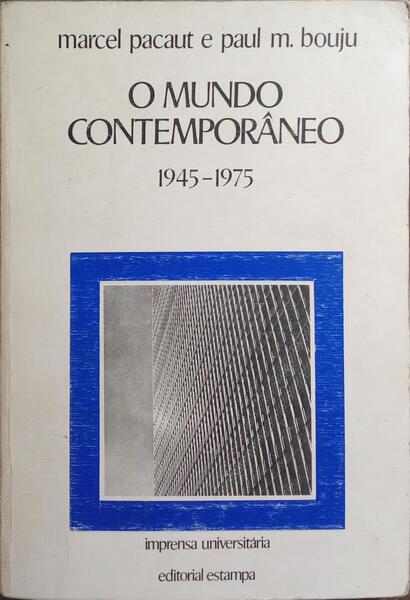 marcel pacaut e paul m. bouju
O MUNDO
CONTEMPORÂNEO
1945-1975
imprensa universitária
editorial estampa